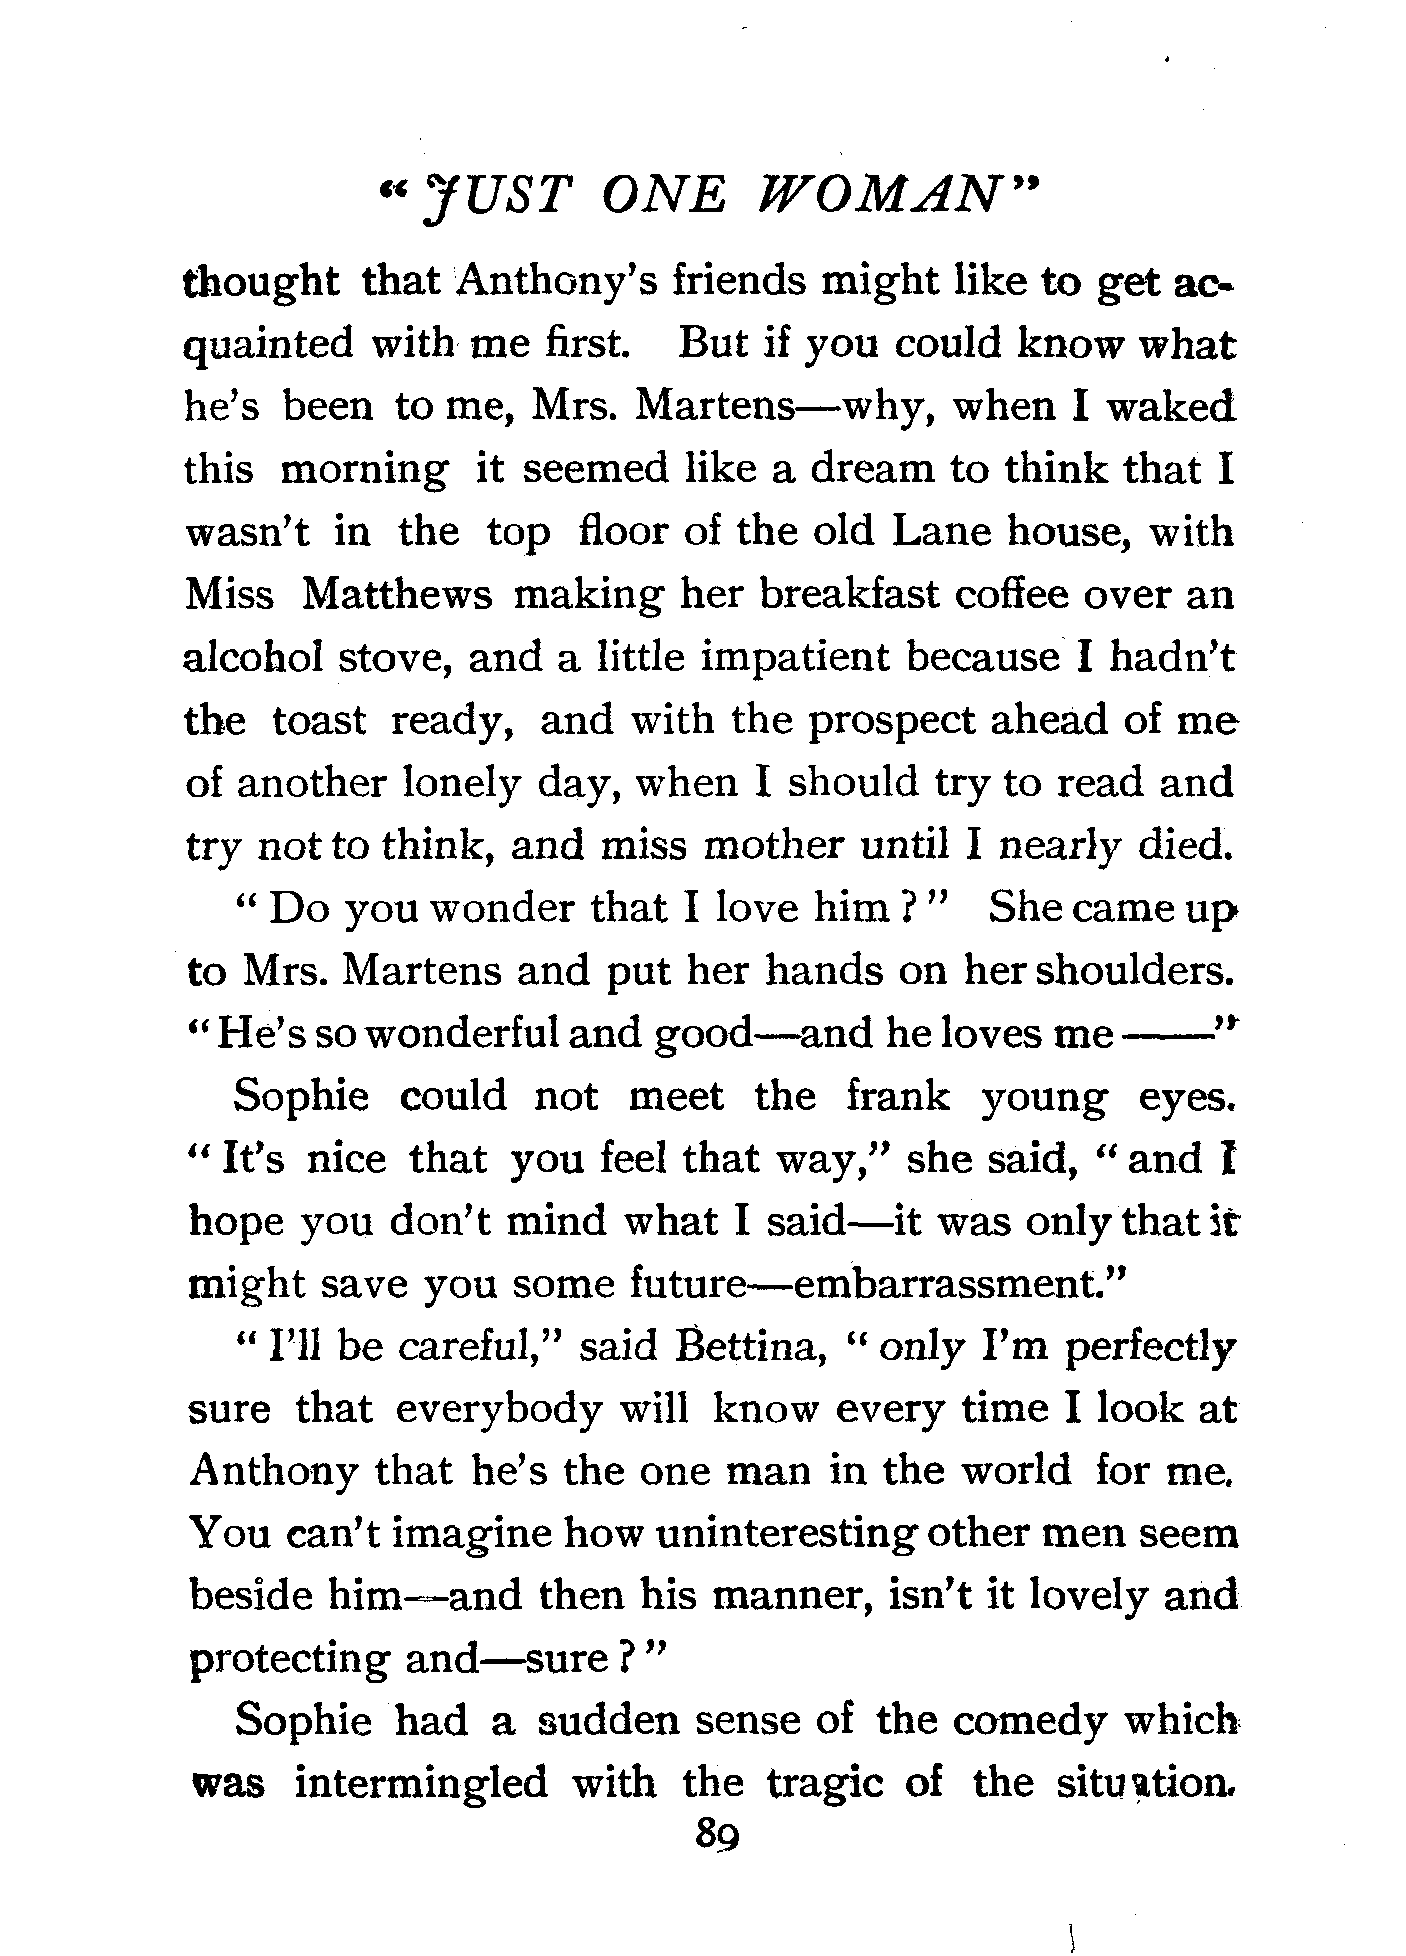 “ JUST ONE WOMAN”
thought that Anthony’s friends might like to get ac-
quainted with me first. But if you could know what
he’s been to me, Mrs. Martens—why, when I waked
this morning it seemed like a dream to think that I
wasn’t in the top floor of the old Lane house, with
Miss Matthews making her breakfast coffee over an
alcohol stove, and a little impatient because I hadn’t
the toast ready, and with the prospect ahead of me
of another lonely day, when I should try to read and
try not to think, and miss mother until I nearly died.
“ Do you wonder that I love him ? ” She came up
to Mrs. Martens and put her hands on her shoulders.
“ He’s so wonderful and good—and he loves me ——”
Sophie could not meet the frank young eyes.
“ It’s nice that you feel that way,” she said, “ and I
hope you don’t mind what I said—it was only that it
might save you some future—embarrassment.”
“ I’ll be careful,” said Bettina, “ only I’m perfectly
sure that everybody will know every time I look at
Anthony that he’s the one man in the world for me.
You can’t imagine how uninteresting other men seem
beside him—and then his manner, isn’t it lovely and
protecting and—sure ? ”
Sophie had a sudden sense of the comedy which
was intermingled with the tragic of the situation.
89